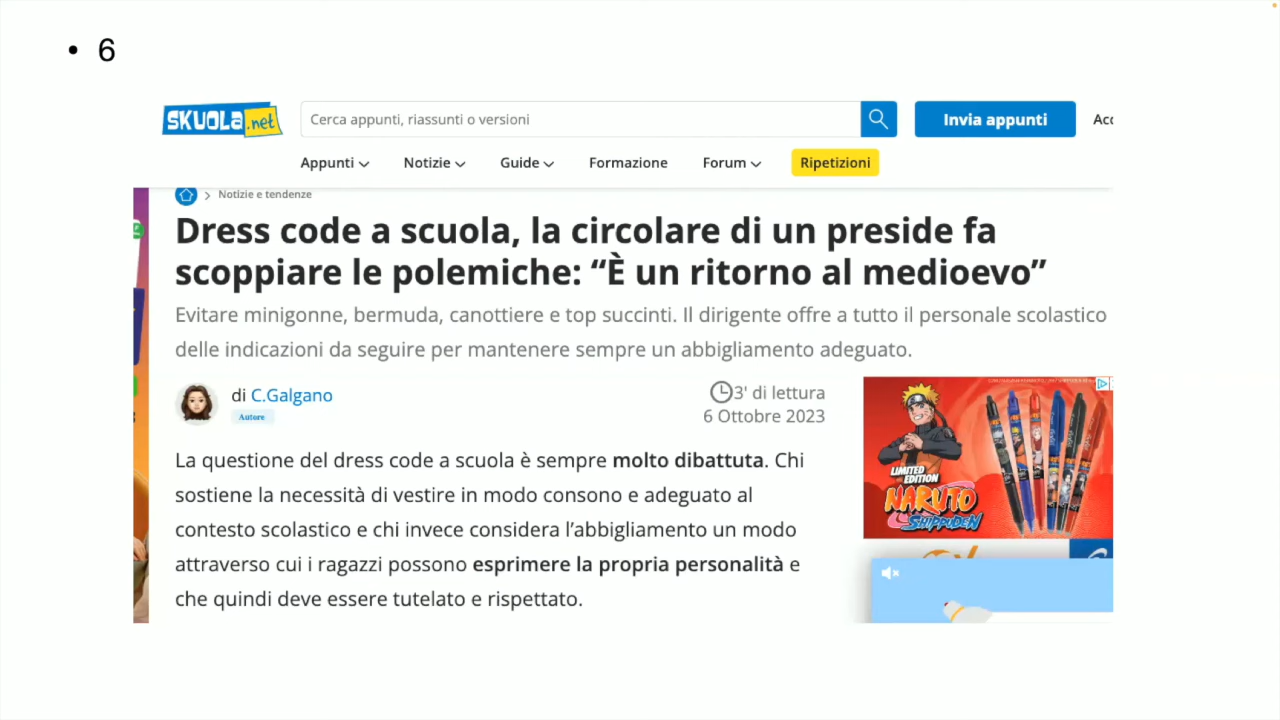 • 6
SKUOLA.net
Cerca appunti, riassunti o versioni
Invia appunti
Acc
Appunti
Notizie
Guide
Formazione
Forum
Ripetizioni
Notizie e tendenze
Dress code a scuola, la circolare di un preside fa
scoppiare le polemiche: “È un ritorno al medioevo”
Evitare minigonne, bermuda, canottiere e top succinti. Il dirigente offre a tutto il personale scolastico
delle indicazioni da seguire per mantenere sempre un abbigliamento adeguato.
di C.Galgano
Autore
3' di lettura
6 Ottobre 2023
La questione del dress code a scuola è sempre molto dibattuta. Chi
sostiene la necessità di vestire in modo consono e adeguato al
contesto scolastico e chi invece considera l’abbigliamento un modo
attraverso cui i ragazzi possono esprimere la propria personalità e
che quindi deve essere tutelato e rispettato.
LIMITED
EDITION
NARUTO
SHIPPUDEN